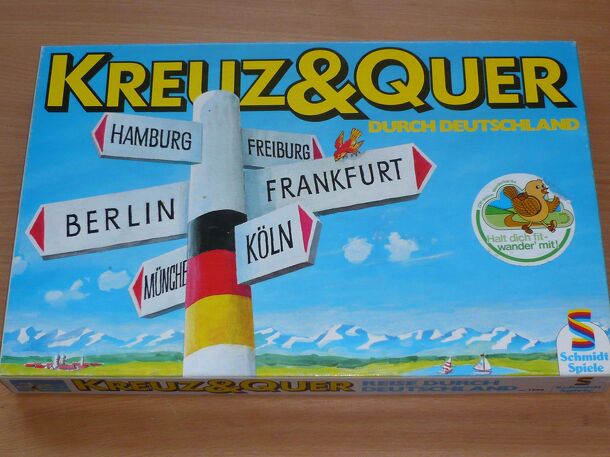 KREUZ&QUER
DURCH DEUTSCHLAND
HAMBURG
FREIBURG
FRANKFURT
BERLIN
KÖLN
MÜNCHE
Halt dich fit-
wander' mit!
Schmidt
Spiele
KREUZ&QUER
REISE DURCH
DEUTSCHLAND